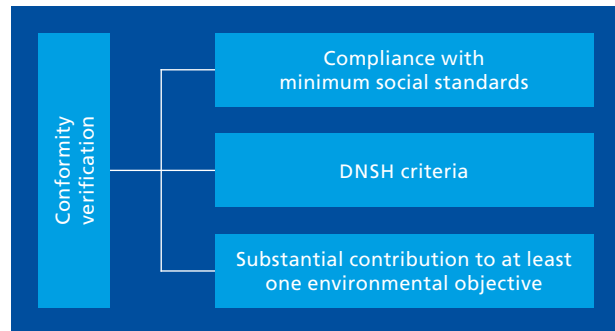 Conformity
verification
Compliance with
minimum social standards
DNSH criteria
Substantial contribution to at least
one environmental objective